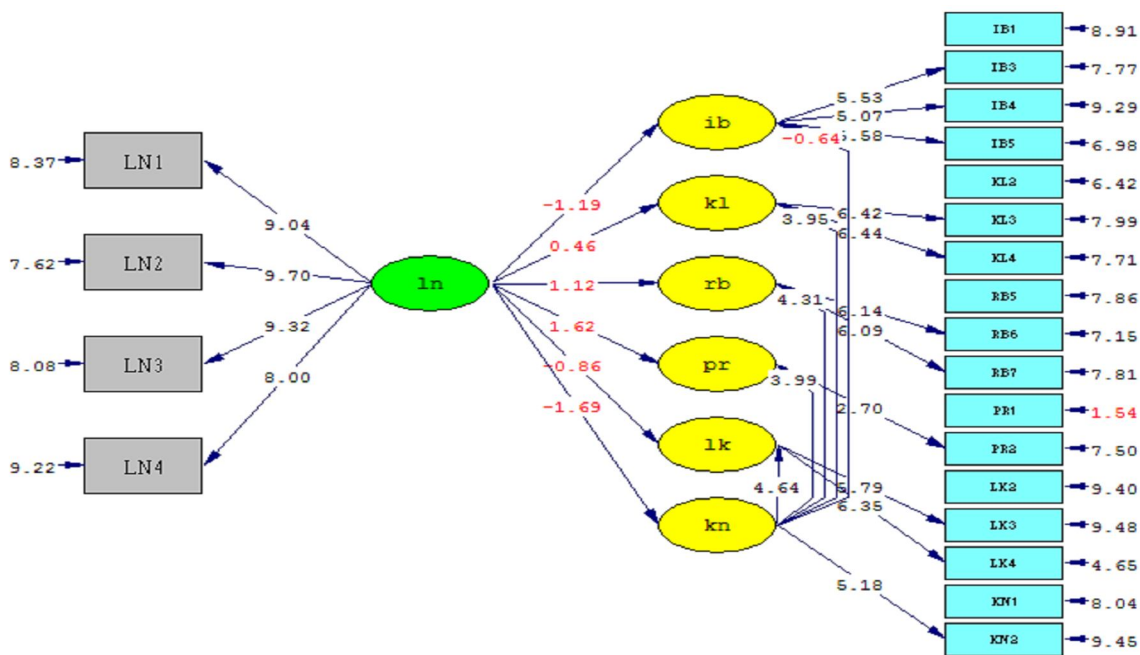 IB1
8.91
IB3
7.77
5.53
IB4
9.29
5.07
ib
5.58
-0.64
IB5
6.98
LN1
8.37
KL2
6.42
-1.19
kl
3.95
6.42
KL3
7.99
9.04
0.46
6.44
KL4
7.71
LN2
7.62
9.70
ln
1.12
rb
4.31
6.14
RB5
7.86
6.09
RB6
7.15
9.32
1.62
RB7
7.81
LN3
8.08
-0.86
pr
3.99
2.70
PR1
1.54
8.00
-1.69
PR2
7.50
LN4
9.22
lk
4.64
5.79
LK2
9.40
6.35
LK3
9.48
kn
LK4
4.65
5.18
KN1
8.04
KN2
9.45